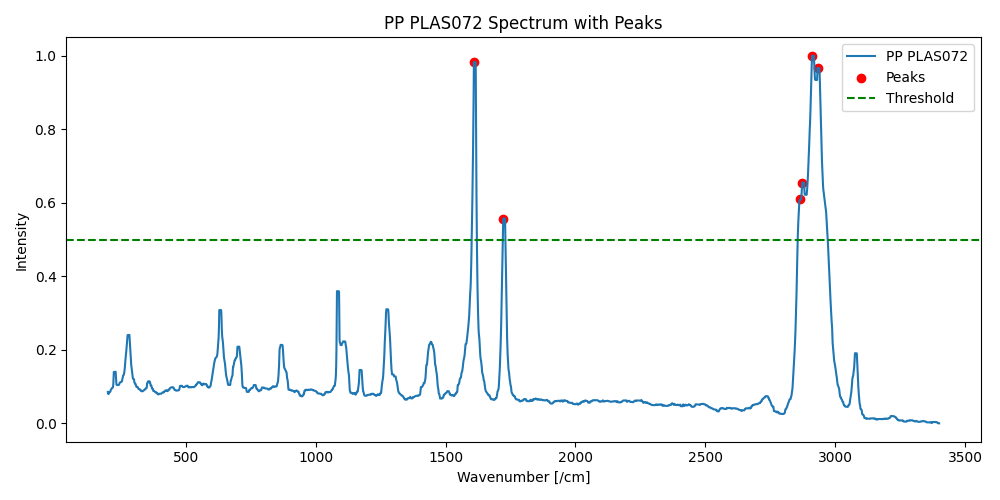 PP PLAS072 Spectrum with Peaks
Intensity
1.0
0.8
0.6
0.4
0.2
0.0
PP PLAS072
Peaks
Threshold
500
1000
1500
2000
2500
3000
3500
Wavenumber [/cm]